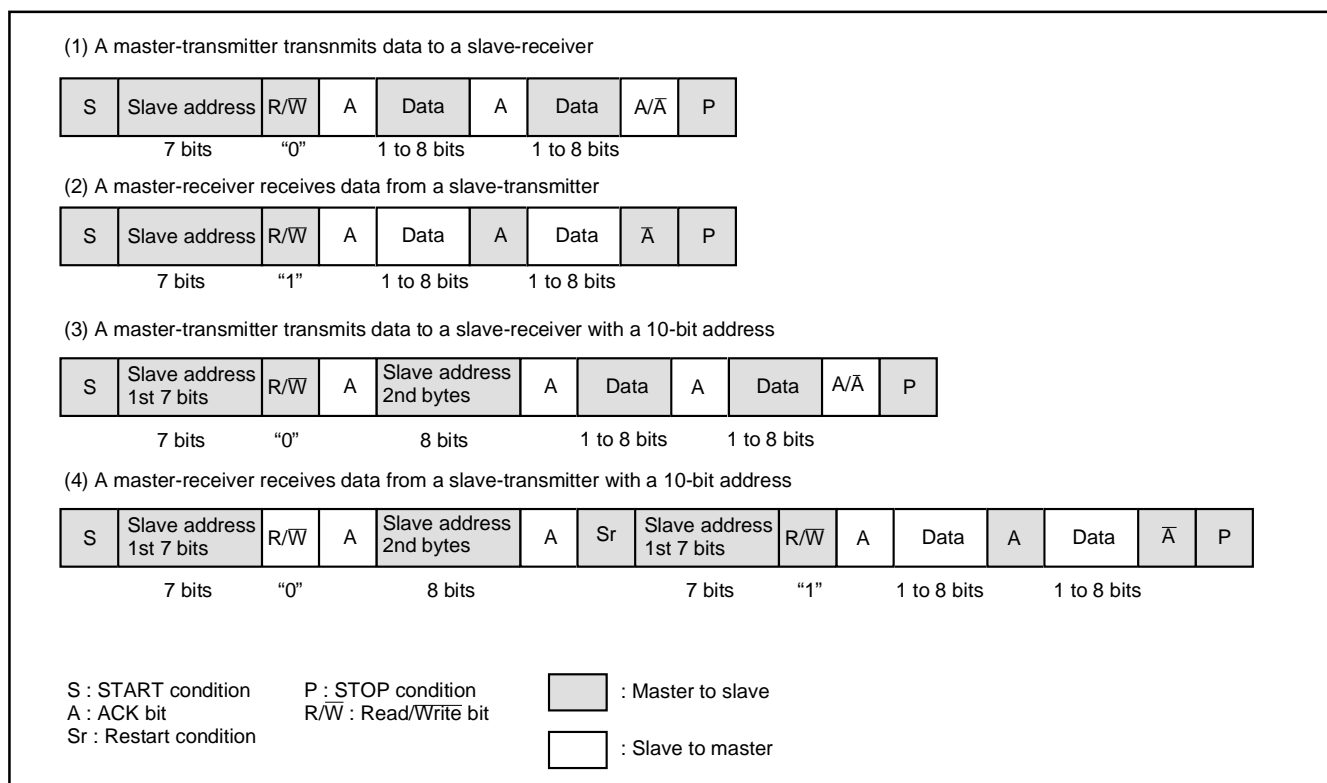 (1) A master-transmitter transnmits data to a slave-receiver
S Slave address R/W̅ A Data A Data A/A̅ P
7 bits “0” 1 to 8 bits 1 to 8 bits
(2) A master-receiver receives data from a slave-transmitter
S Slave address R/W̅ A Data A Data A̅ P
7 bits “1” 1 to 8 bits 1 to 8 bits
(3) A master-transmitter transmits data to a slave-receiver with a 10-bit address
S Slave address 1st 7 bits R/W̅ A Slave address 2nd bytes A Data A Data A/A̅ P
7 bits “0” 8 bits 1 to 8 bits 1 to 8 bits
(4) A master-receiver receives data from a slave-transmitter with a 10-bit address
S Slave address 1st 7 bits R/W̅ A Slave address 2nd bytes A Sr Slave address 1st 7 bits R/W̅ A Data A Data A̅ P
7 bits “0” 8 bits 7 bits “1” 1 to 8 bits 1 to 8 bits
S : START condition P : STOP condition : Master to slave
A : ACK bit R/W̅ : Read/W̅r̅i̅t̅e̅ bit
Sr : Restart condition : Slave to master